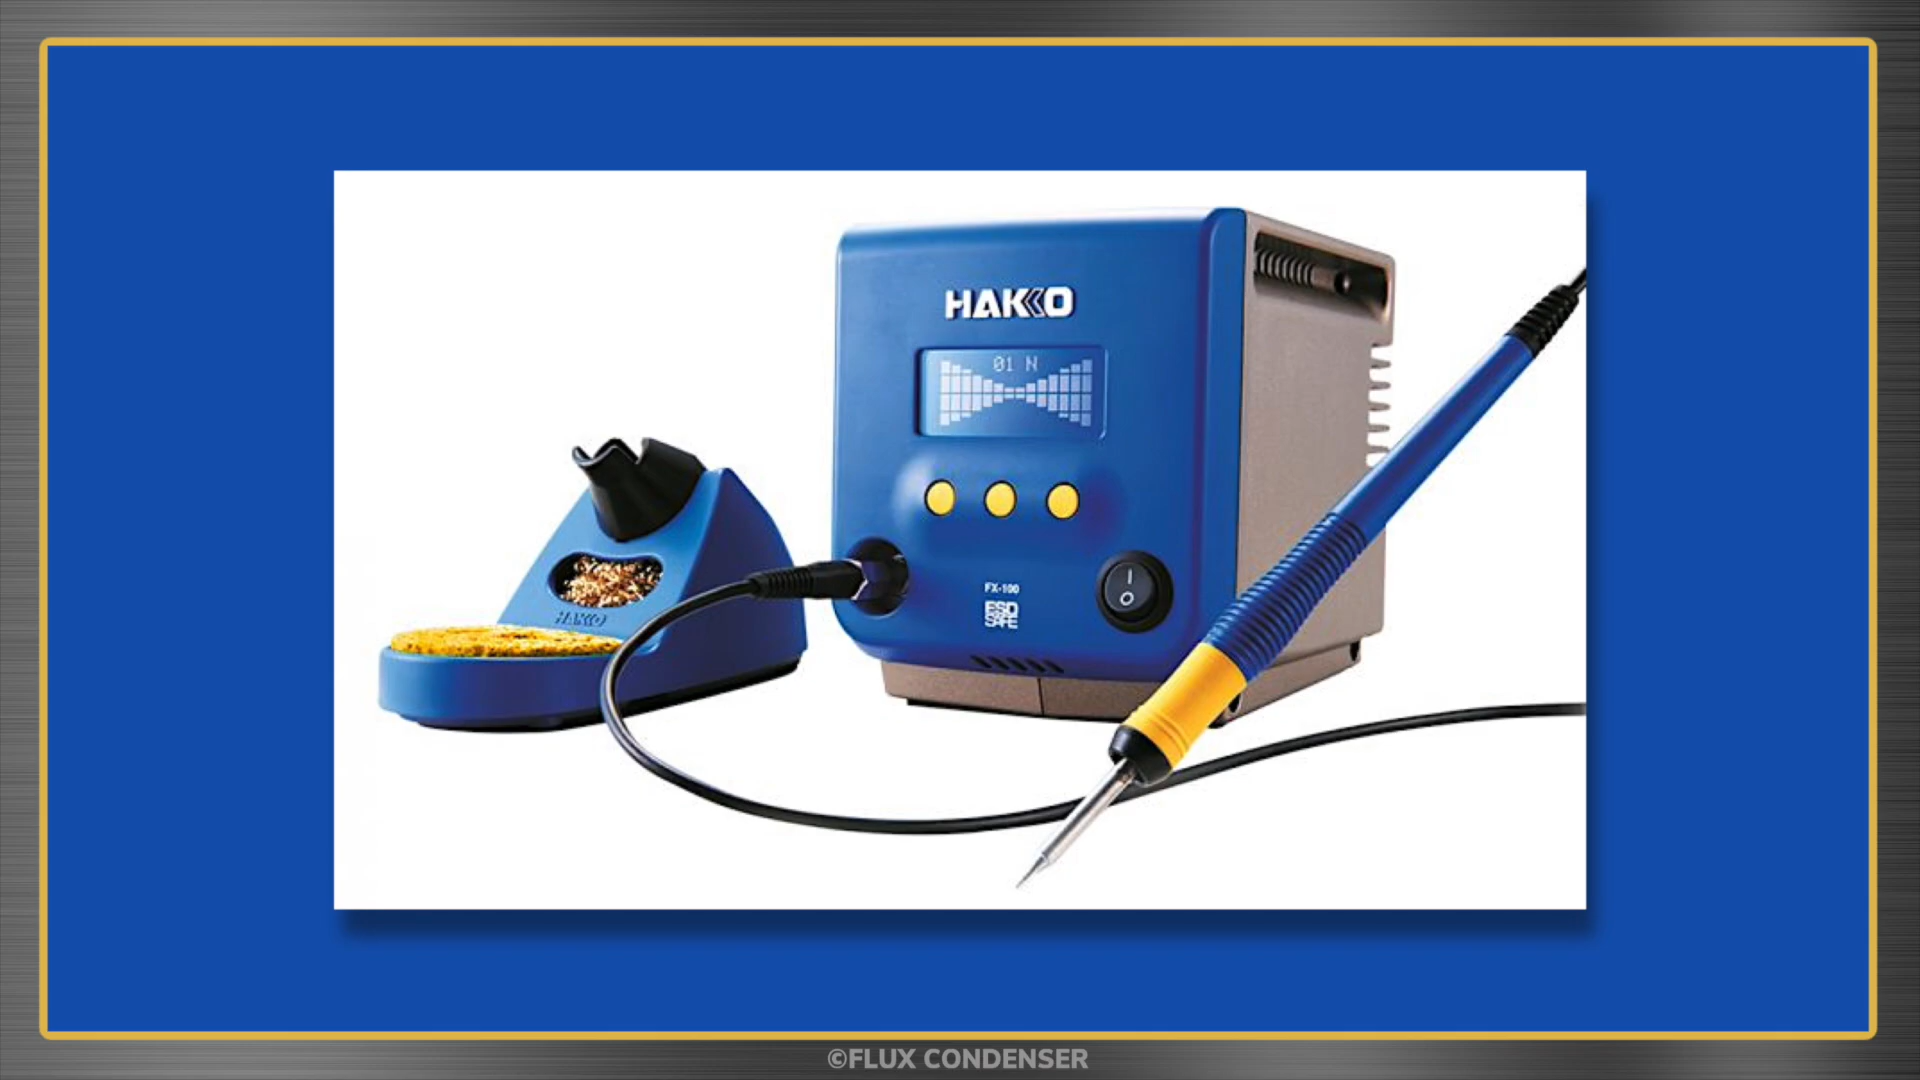 HAKKO
01 N
FX-100
ESD
SAFE
HAKKO
©FLUX CONDENSER